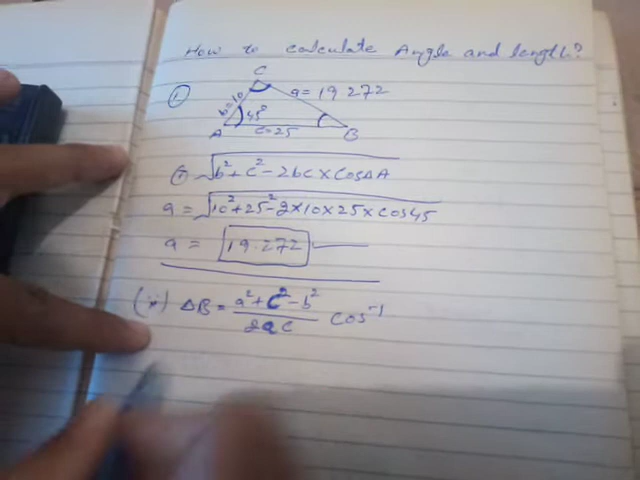 How to calculate Angle and length?
①
C
b=10
a=19.272
45°
A
c=25
B
√b²+c²-2bc×Cos∆A
a=√10²+25²-2×10×25×Cos45
a = 19.272
∆B = a²+c²-b² / 2ac Cos⁻¹